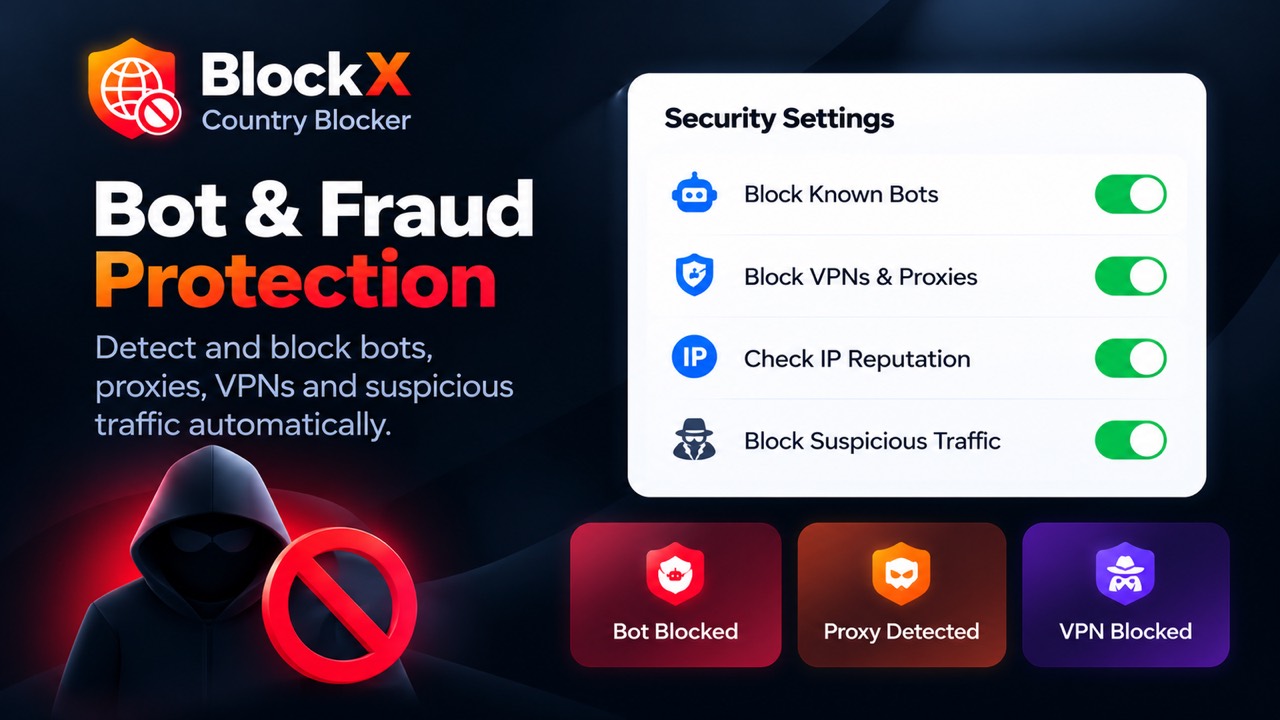 BlockX
Country Blocker
Bot & Fraud
Protection
Detect and block bots,
proxies, VPNs and suspicious
traffic automatically.
Security Settings
Block Known Bots
Block VPNs & Proxies
IP Check IP Reputation
Block Suspicious Traffic
Bot Blocked
Proxy Detected
VPN Blocked